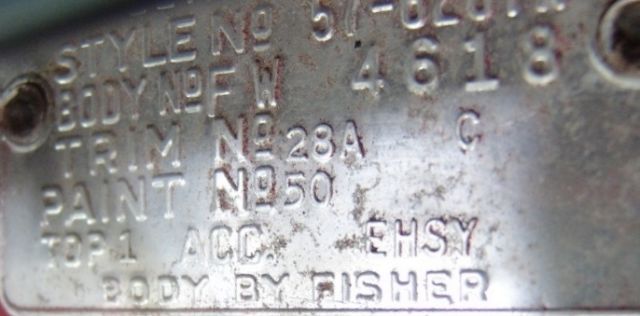 STYLE No
BODY No FW 4618
TRIM No 28A C
PAINT No 50
TOP 1 ACC. EHSY
BODY BY FISHER